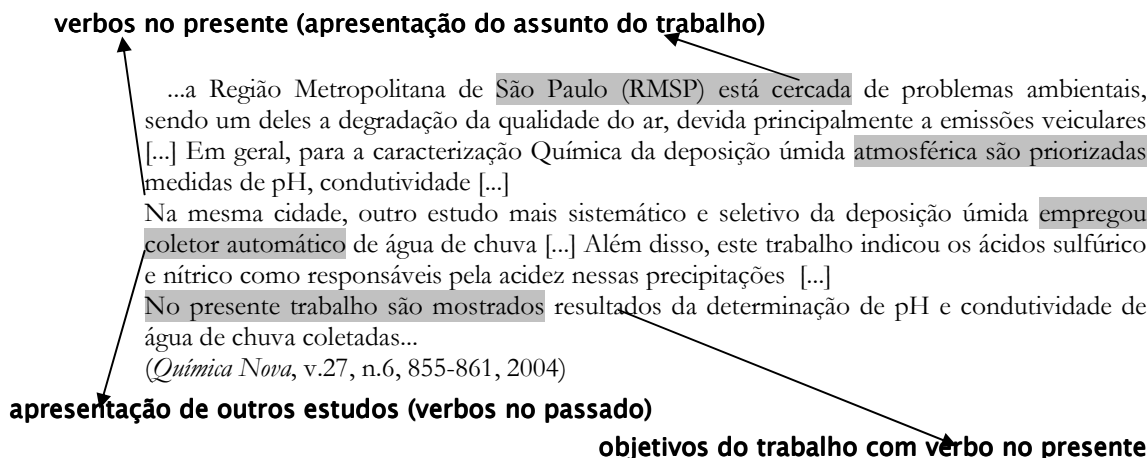 verbos no presente (apresentação do assunto do trabalho)
...a Região Metropolitana de São Paulo (RMSP) está cercada de problemas ambientais,
sendo um deles a degradação da qualidade do ar, devida principalmente a emissões veiculares
[...] Em geral, para a caracterização Química da deposição úmida atmosférica são priorizadas
medidas de pH, condutividade [...]
Na mesma cidade, outro estudo mais sistemático e seletivo da deposição úmida empregou
coletor automático de água de chuva [...] Além disso, este trabalho indicou os ácidos sulfúrico
e nítrico como responsáveis pela acidez nessas precipitações [...]
No presente trabalho são mostrados resultados da determinação de pH e condutividade de
água de chuva coletadas...
(Química Nova, v.27, n.6, 855-861, 2004)
apresentação de outros estudos (verbos no passado)
objetivos do trabalho com verbo no presente